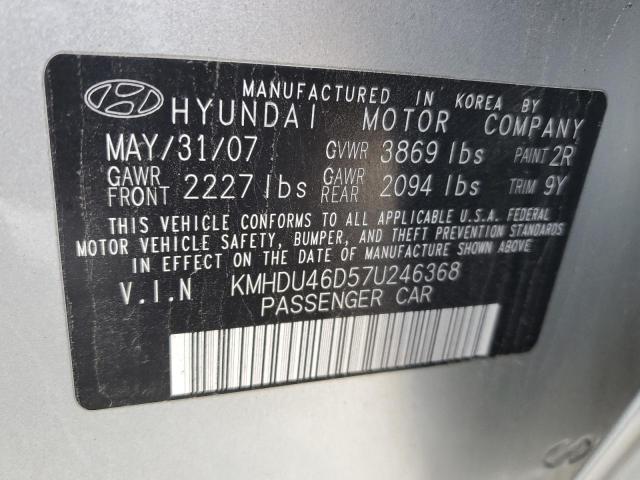 MANUFACTURED IN KOREA BY
HYUNDAI MOTOR COMPANY
MAY/31/07 GVWR 3869 lbs PAINT 2R
GAWR FRONT 2227 lbs GAWR REAR 2094 lbs TRIM 9Y
THIS VEHICLE CONFORMS TO ALL APPLICABLE U.S.A. FEDERAL
MOTOR VEHICLE SAFETY, BUMPER, AND THEFT PREVENTION STANDARDS
IN EFFECT ON THE DATE OF MANUFACTURE SHOWN ABOVE.
V.I.N KMHDU46D57U246368
PASSENGER CAR